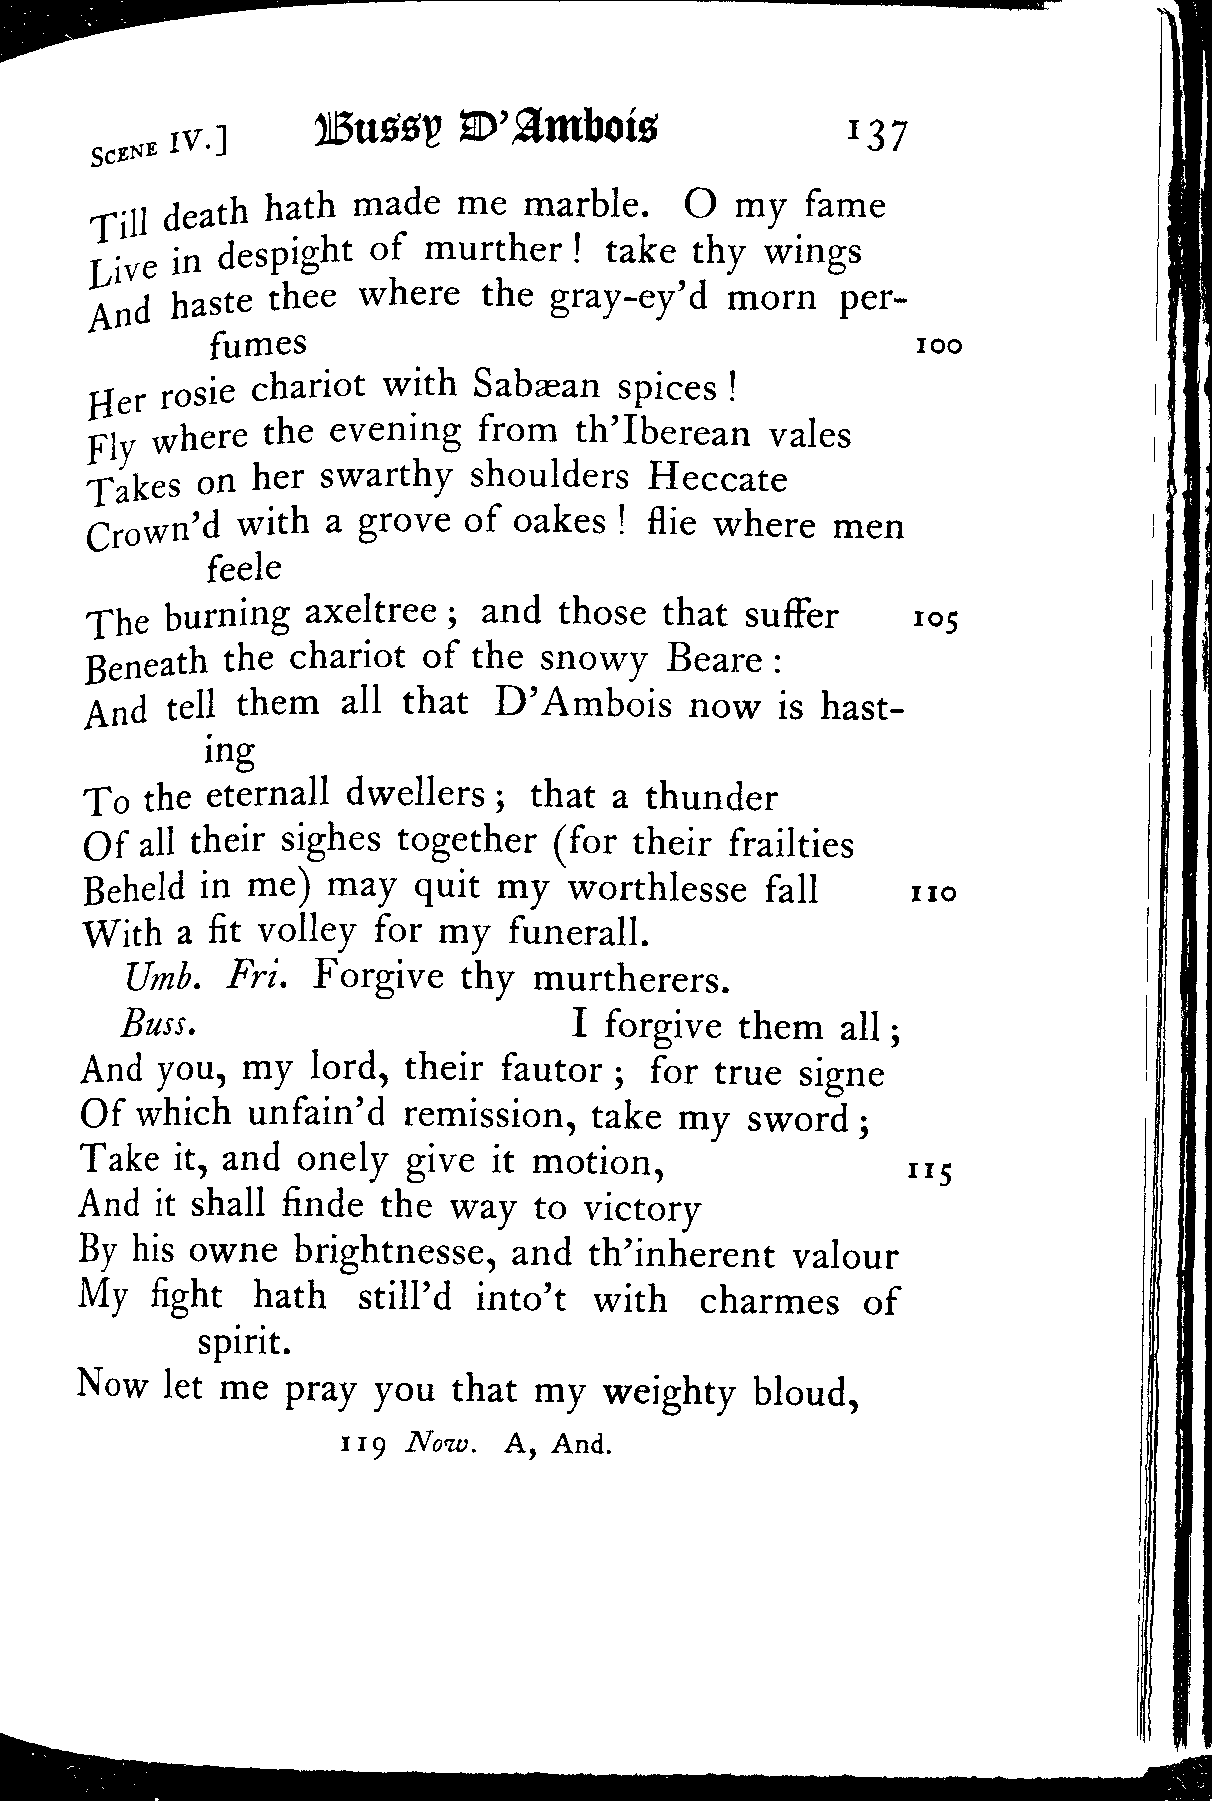 SCENE IV.] Bussy D'Ambois 137
Till death hath made me marble. O my fame
Live in despight of murther! take thy wings
And haste thee where the gray-ey'd morn per-
fumes 100
Her rosie chariot with Sabæan spices!
Fly where the evening from th'Iberean vales
Takes on her swarthy shoulders Heccate
Crown'd with a grove of oakes! flie where men
feele
The burning axeltree; and those that suffer 105
Beneath the chariot of the snowy Beare:
And tell them all that D'Ambois now is hast-
ing
To the eternall dwellers; that a thunder
Of all their sighes together (for their frailties
Beheld in me) may quit my worthlesse fall 110
With a fit volley for my funerall.
Umb. Fri. Forgive thy murtherers.
Buss. I forgive them all;
And you, my lord, their fautor; for true signe
Of which unfain'd remission, take my sword;
Take it, and onely give it motion, 115
And it shall finde the way to victory
By his owne brightnesse, and th'inherent valour
My fight hath still'd into't with charmes of
spirit.
Now let me pray you that my weighty bloud,
119 Now. A, And.